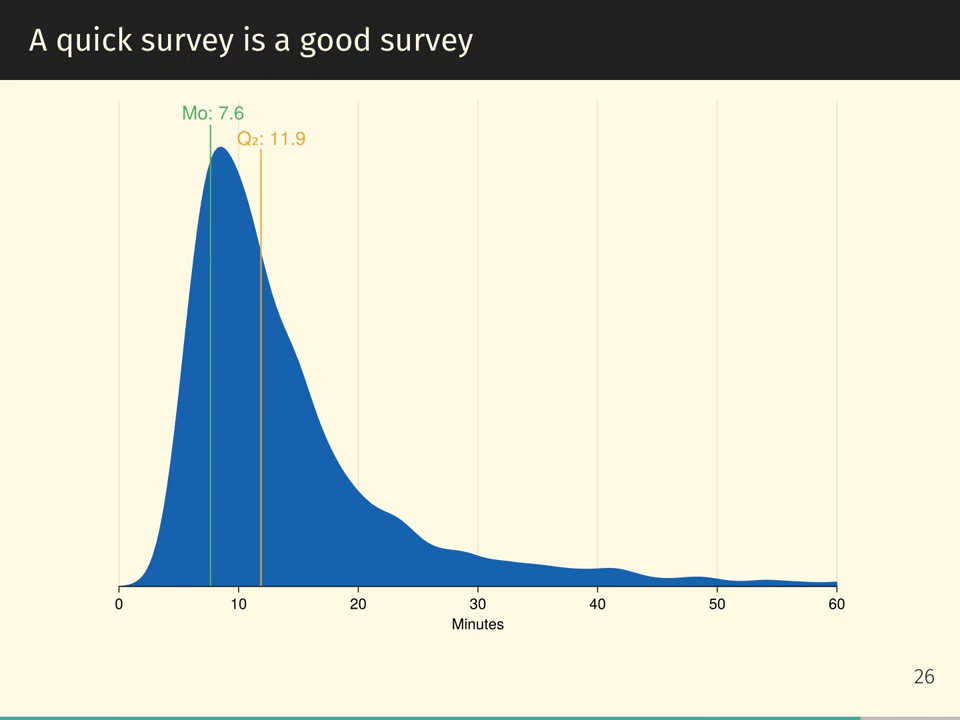 A quick survey is a good survey
Mo: 7.6
Q₂: 11.9
0 10 20 30 40 50 60
Minutes
26